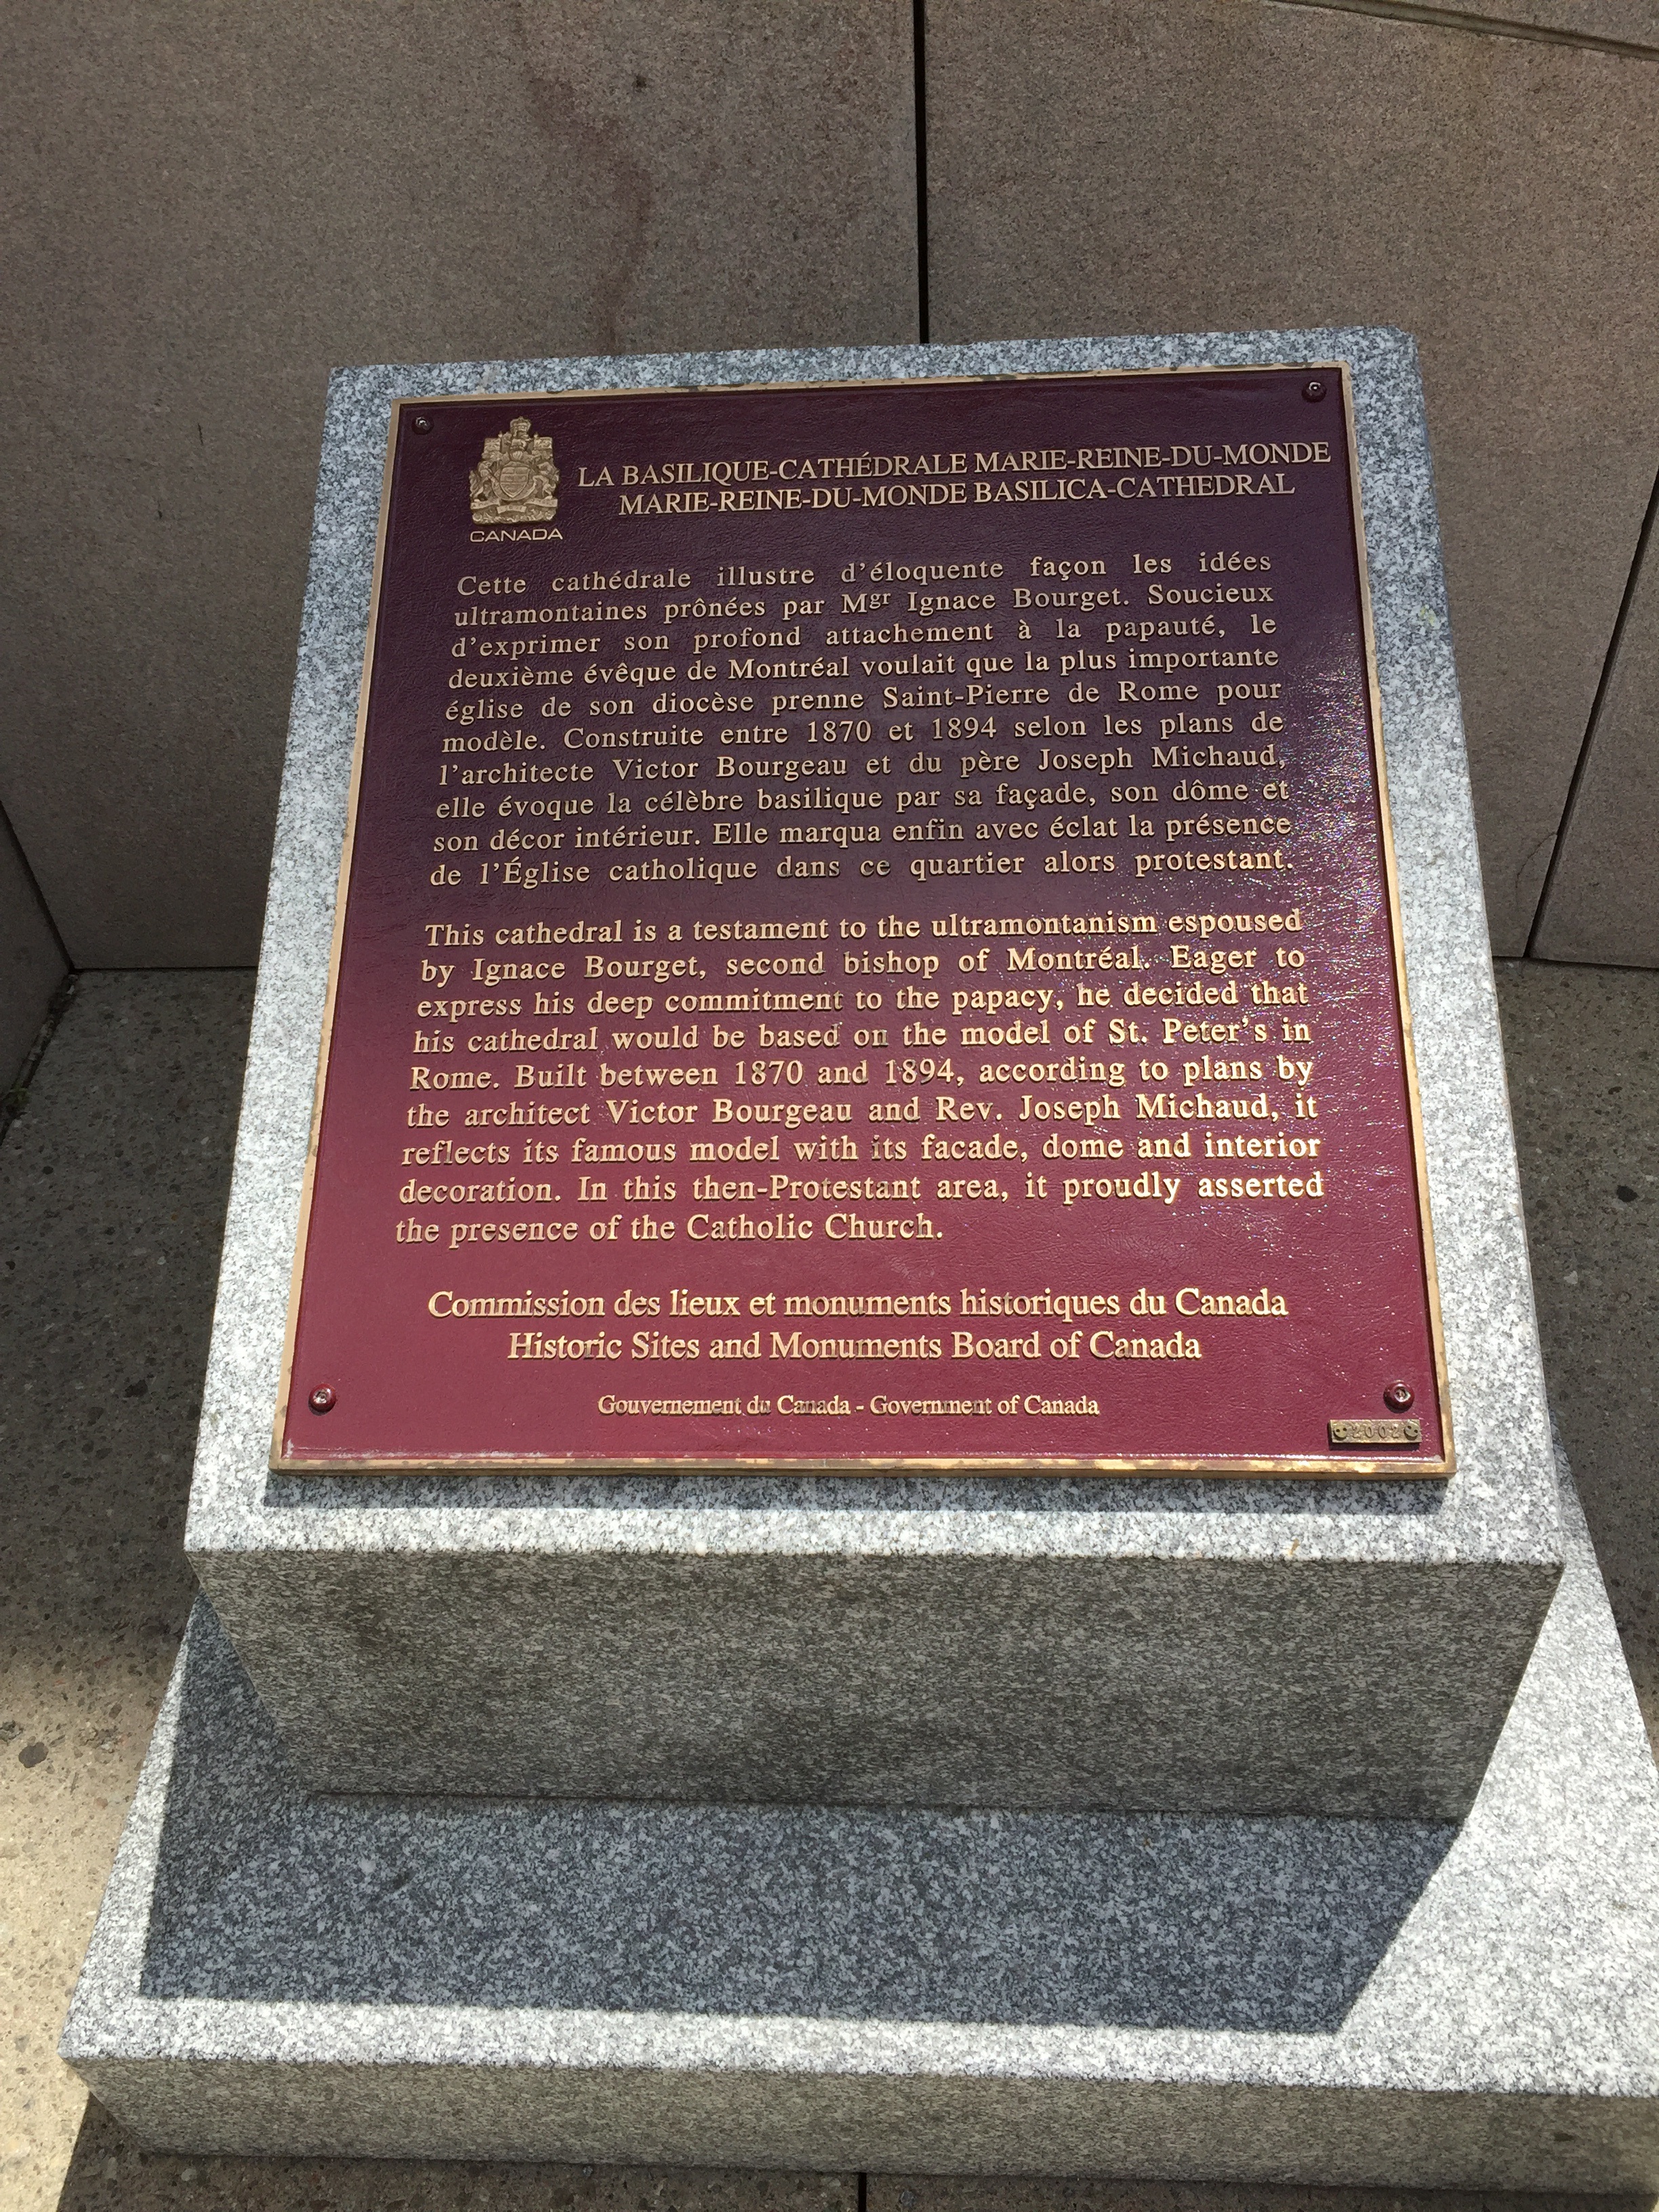 LA BASILIQUE-CATHÉDRALE MARIE-REINE-DU-MONDE
MARIE-REINE-DU-MONDE BASILICA-CATHEDRAL
CANADA
Cette cathédrale illustre d'éloquente façon les idées
ultramontaines prônées par Mgr Ignace Bourget. Soucieux
d'exprimer son profond attachement à la papauté, le
deuxième évêque de Montréal voulait que la plus importante
église de son diocèse prenne Saint-Pierre de Rome pour
modèle. Construite entre 1870 et 1894 selon les plans de
l'architecte Victor Bourgeau et du père Joseph Michaud,
elle évoque la célèbre basilique par sa façade, son dôme et
son décor intérieur. Elle marqua enfin avec éclat la présence
de l'Église catholique dans ce quartier alors protestant.
This cathedral is a testament to the ultramontanism espoused
by Ignace Bourget, second bishop of Montréal. Eager to
express his deep commitment to the papacy, he decided that
his cathedral would be based on the model of St. Peter's in
Rome. Built between 1870 and 1894, according to plans by
the architect Victor Bourgeau and Rev. Joseph Michaud, it
reflects its famous model with its facade, dome and interior
decoration. In this then-Protestant area, it proudly asserted
the presence of the Catholic Church.
Commission des lieux et monuments historiques du Canada
Historic Sites and Monuments Board of Canada
Gouvernement du Canada - Government of Canada
2002